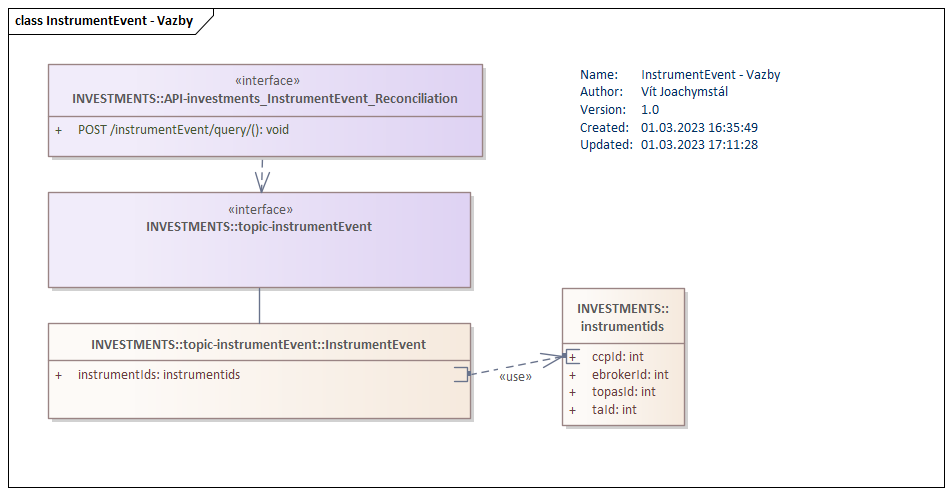 class InstrumentEvent - Vazby
«interface»
INVESTMENTS::API-investments_InstrumentEvent_Reconciliation
+ POST /instrumentEvent/query/(): void
Name: InstrumentEvent - Vazby
Author: Vít Joachymstál
Version: 1.0
Created: 01.03.2023 16:35:49
Updated: 01.03.2023 17:11:28
«interface»
INVESTMENTS::topic-instrumentEvent
INVESTMENTS::topic-instrumentEvent::InstrumentEvent
+ instrumentIds: instrumentids
«use»
INVESTMENTS::
instrumentids
+ ccpId: int
+ ebrokerId: int
+ topasId: int
+ taId: int